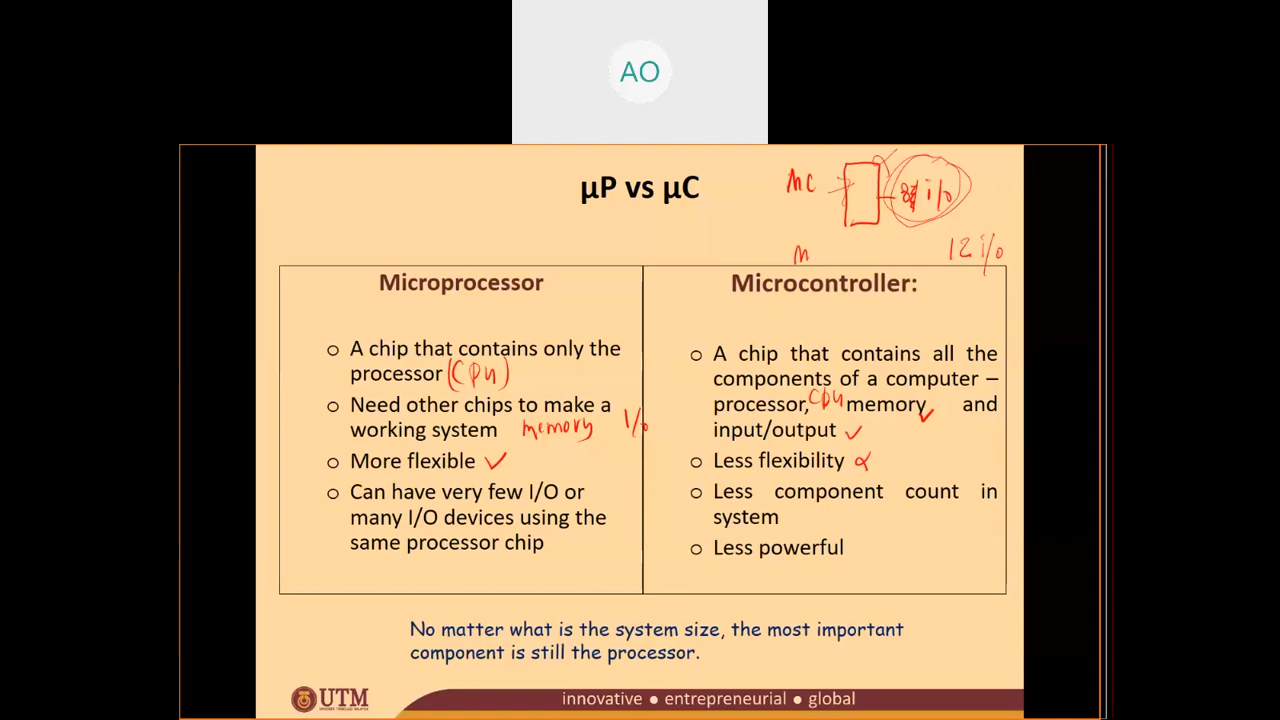 AO
µP vs µC
MC
8 i/o
M
12 i/o
Microprocessor
A chip that contains only the
processor (CPU)
Need other chips to make a
working system memory I/o
More flexible ✓
Can have very few I/O or
many I/O devices using the
same processor chip
Microcontroller:
A chip that contains all the
components of a computer –
processor, CPU memory ✓ and
input/output ✓
Less flexibility
Less component count in
system
Less powerful
No matter what is the system size, the most important
component is still the processor.
UTM
innovative ● entrepreneurial ● global